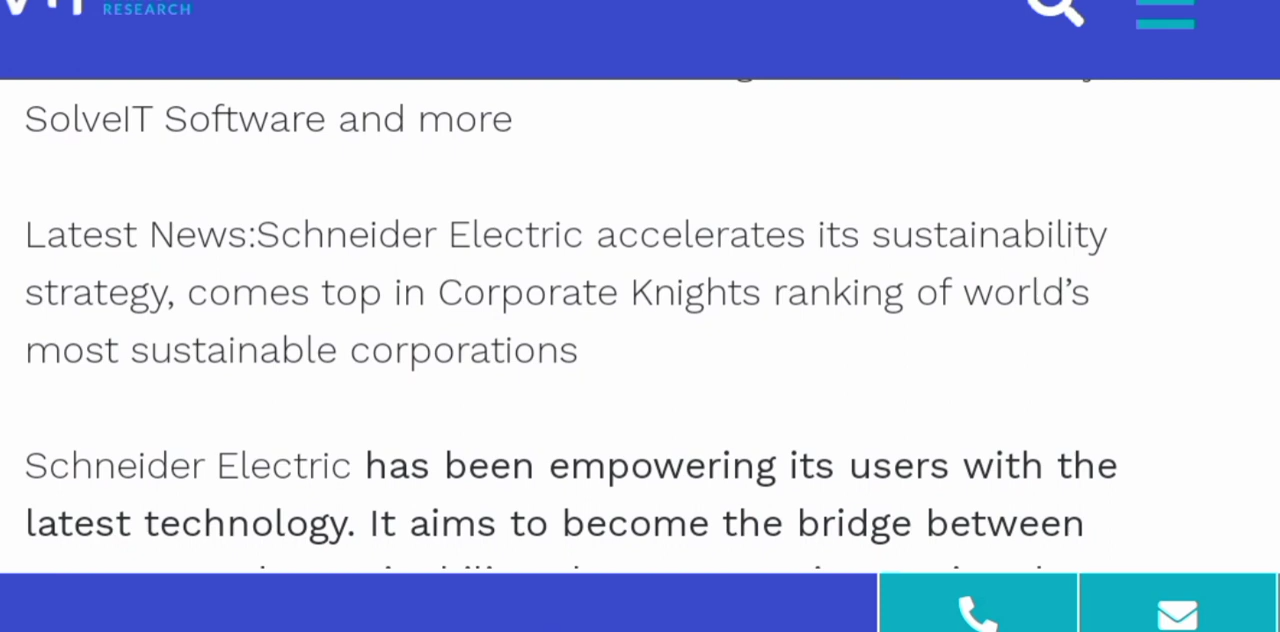 RESEARCH
SolveIT Software and more
Latest News:Schneider Electric accelerates its sustainability
strategy, comes top in Corporate Knights ranking of world’s
most sustainable corporations
Schneider Electric has been empowering its users with the
latest technology. It aims to become the bridge between